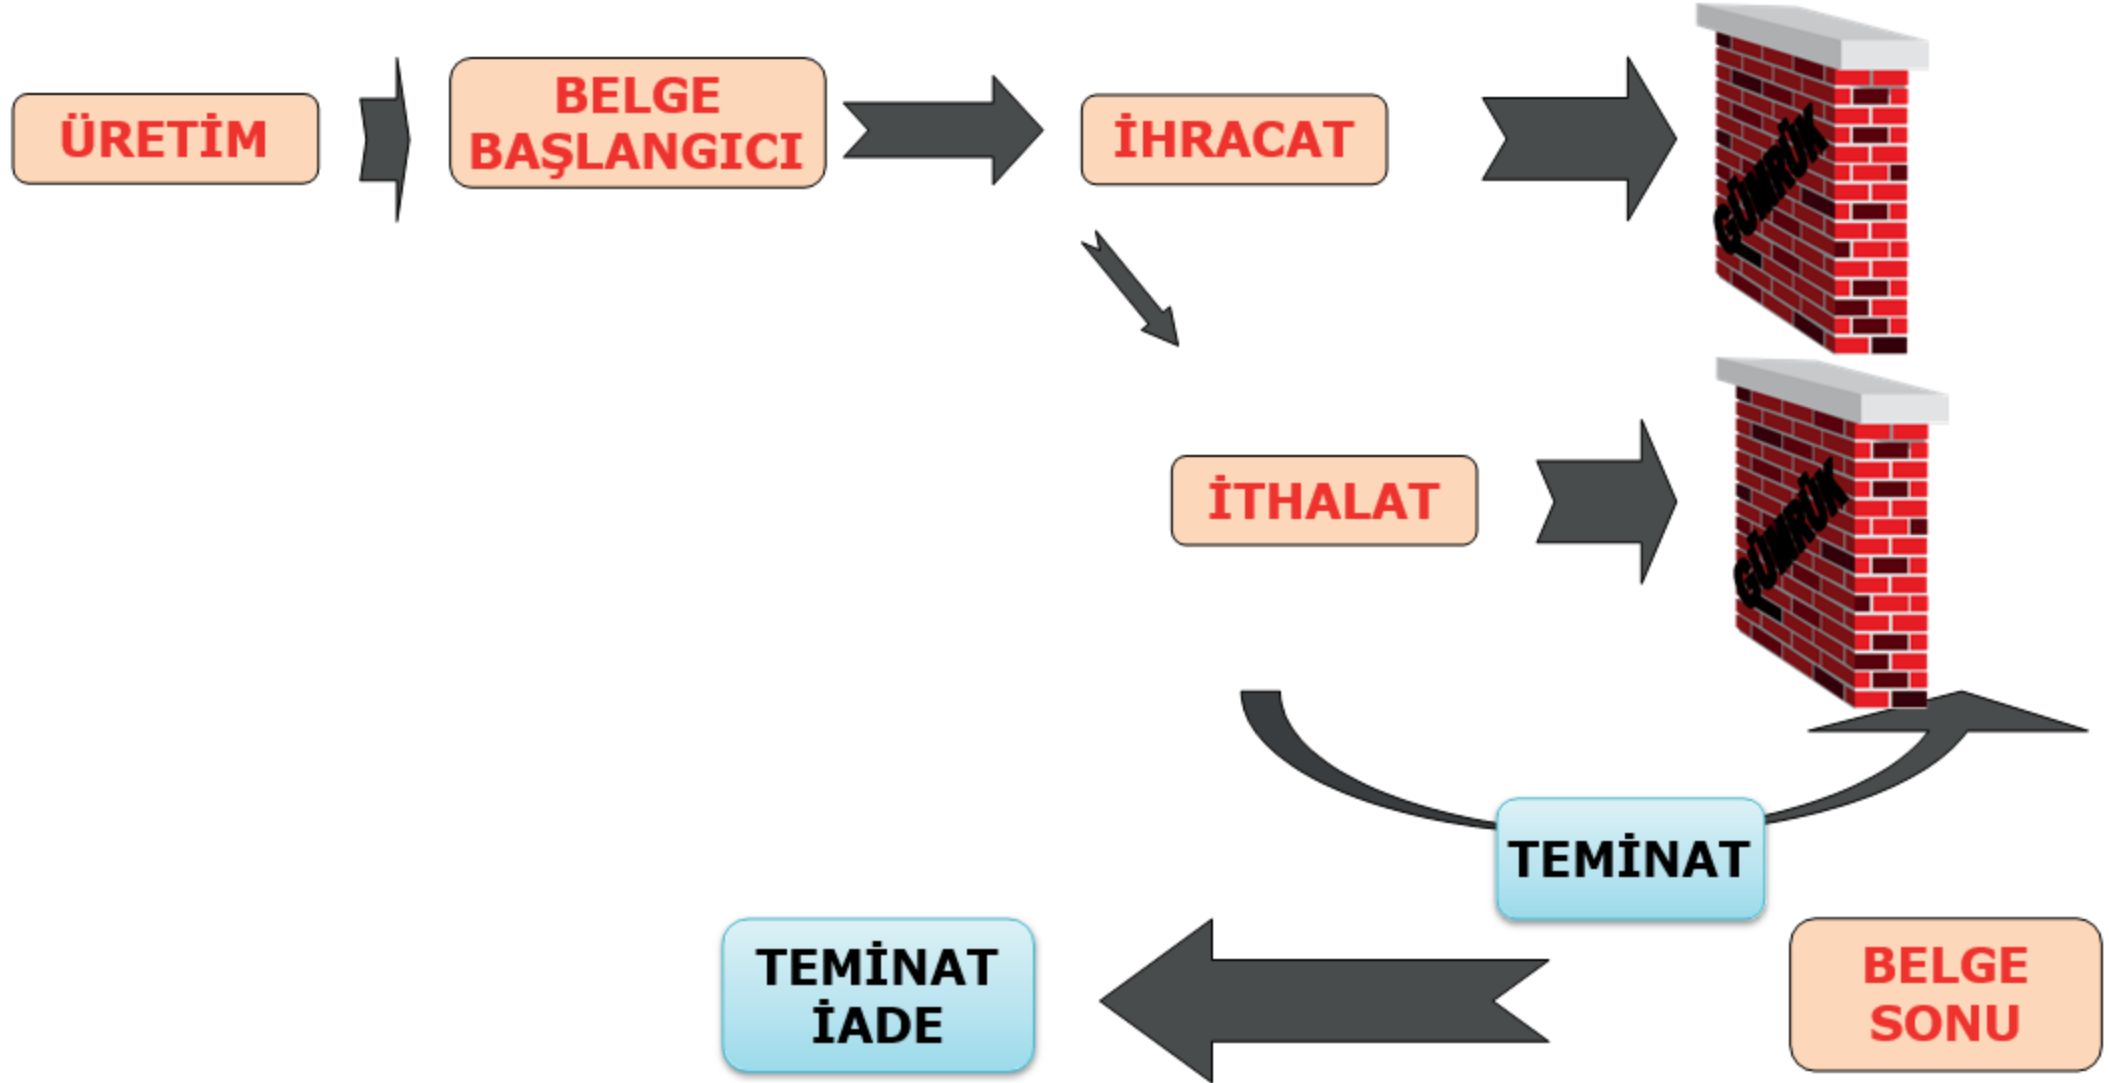 ÜRETİM
BELGE
BAŞLANGICI
İHRACAT
GÜMRÜK
İTHALAT
GÜMRÜK
TEMİNAT
TEMİNAT
İADE
BELGE
SONU